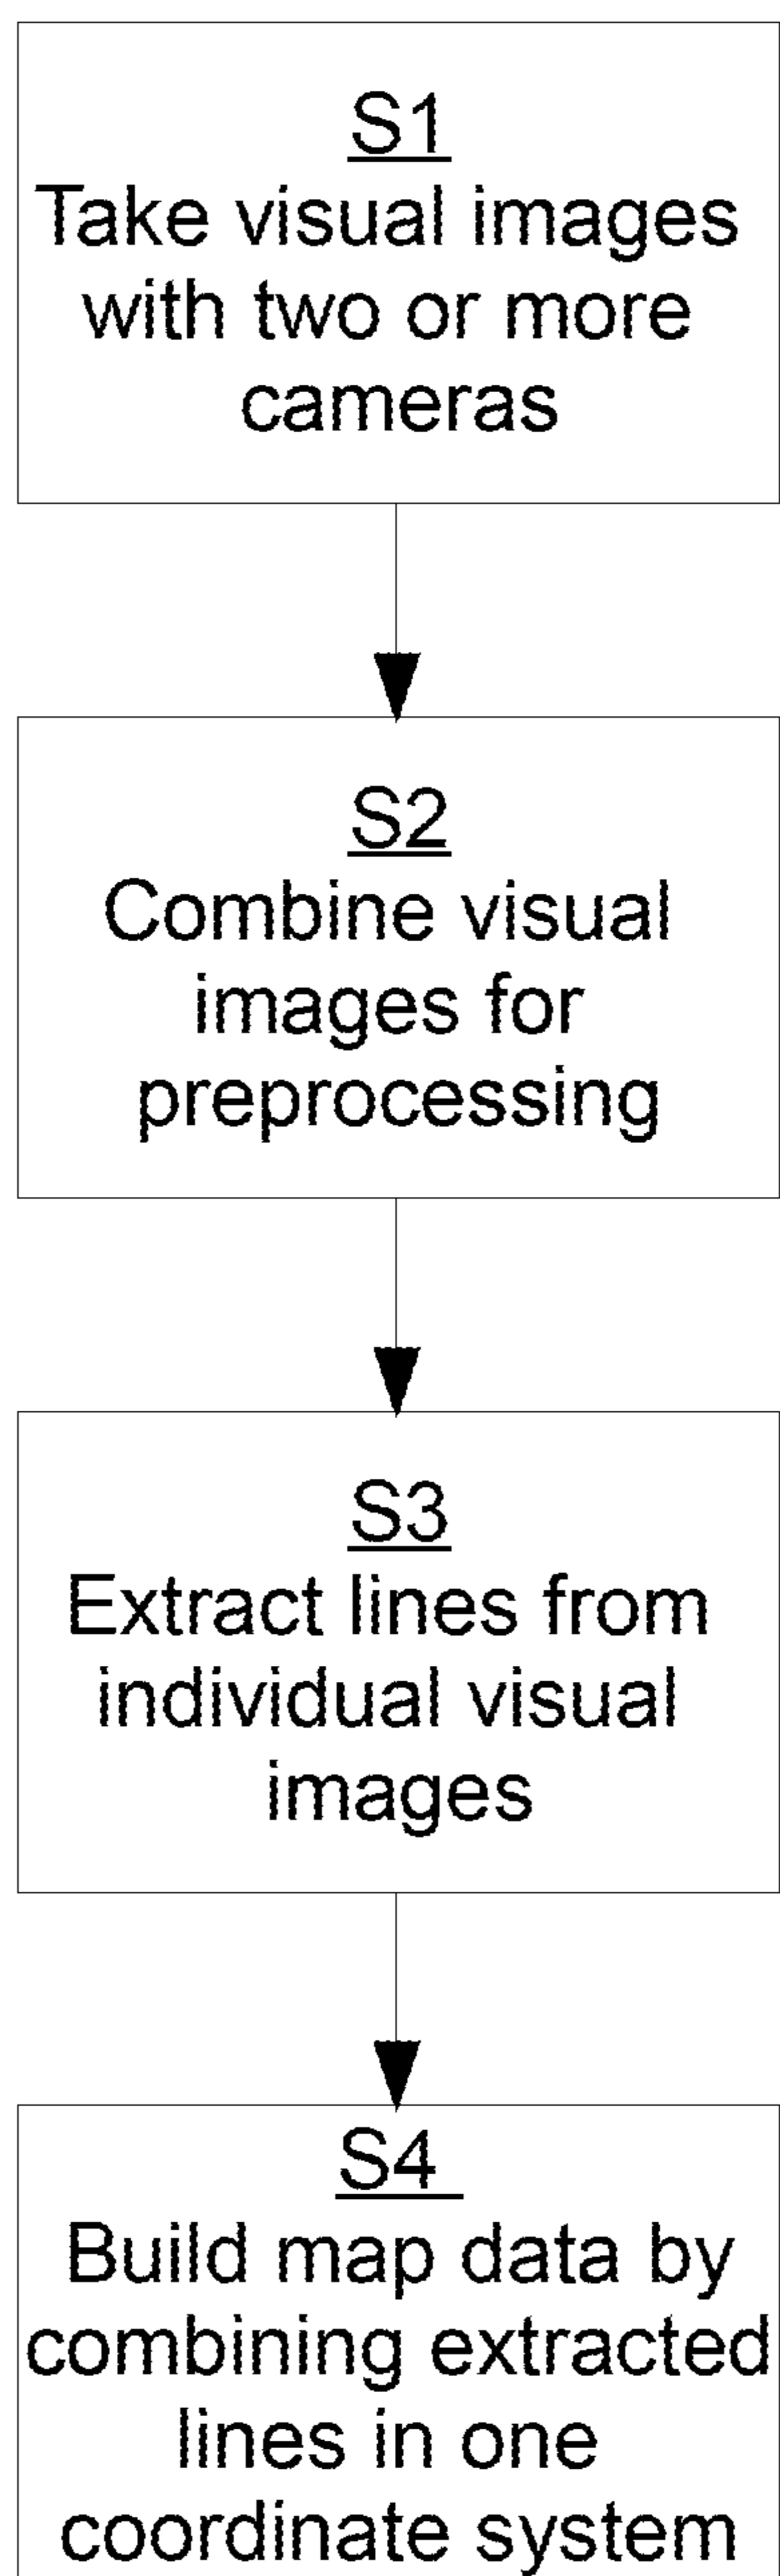 S1
Take visual images
with two or more
cameras
S2
Combine visual
images for
preprocessing
S3
Extract lines from
individual visual
images
S4
Build map data by
combining extracted
lines in one
coordinate system